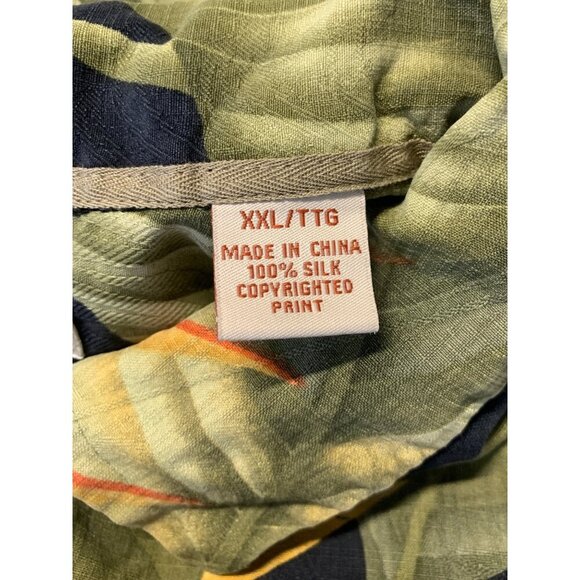 XXL/TTG
MADE IN CHINA
100% SILK
COPYRIGHTED
PRINT